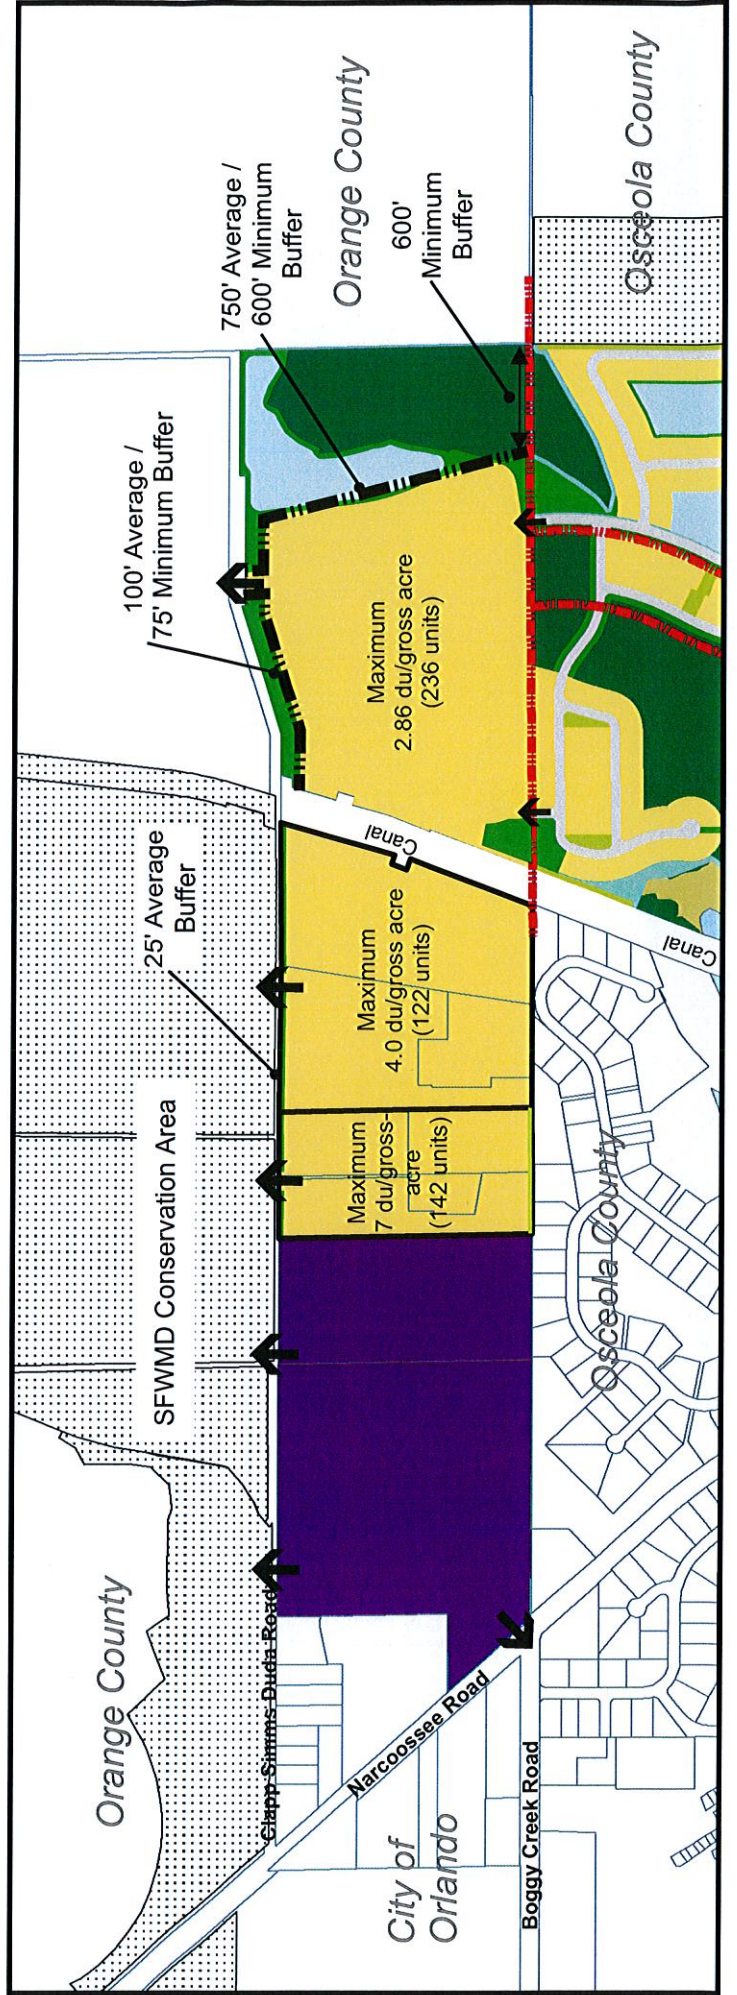 Orange County
SFWMD Conservation Area
25' Average
Buffer
100' Average /
75' Minimum Buffer
750' Average /
600' Minimum
Buffer
Orange County
600'
Minimum
Buffer
Clapp Simms Duda Road
Narcoossee Road
City of
Orlando
Boggy Creek Road
Maximum
7 du/gross-
acre
(142 units)
Maximum
4.0 du/gross acre
(122 units)
Canal
Maximum
2.86 du/gross acre
(236 units)
Osceola County
Canal
Osceola County